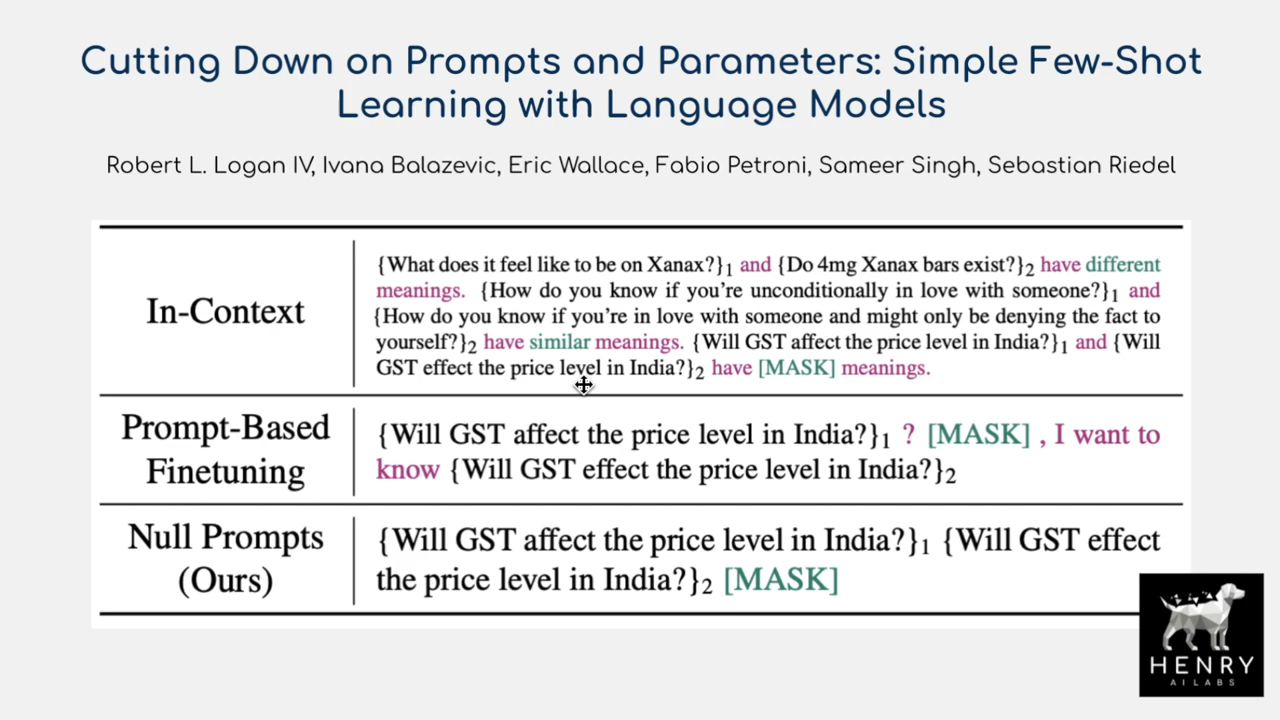 Cutting Down on Prompts and Parameters: Simple Few-Shot
Learning with Language Models
Robert L. Logan IV, Ivana Balazevic, Eric Wallace, Fabio Petroni, Sameer Singh, Sebastian Riedel
In-Context
{What does it feel like to be on Xanax?}₁ and {Do 4mg Xanax bars exist?}₂ have different
meanings. {How do you know if you’re unconditionally in love with someone?}₁ and
{How do you know if you’re in love with someone and might only be denying the fact to
yourself?}₂ have similar meanings. {Will GST affect the price level in India?}₁ and {Will
GST effect the price level in India?}₂ have [MASK] meanings.
Prompt-Based
Finetuning
{Will GST affect the price level in India?}₁ ? [MASK] , I want to
know {Will GST effect the price level in India?}₂
Null Prompts
(Ours)
{Will GST affect the price level in India?}₁ {Will GST effect
the price level in India?}₂ [MASK]
HENRY
AI LABS